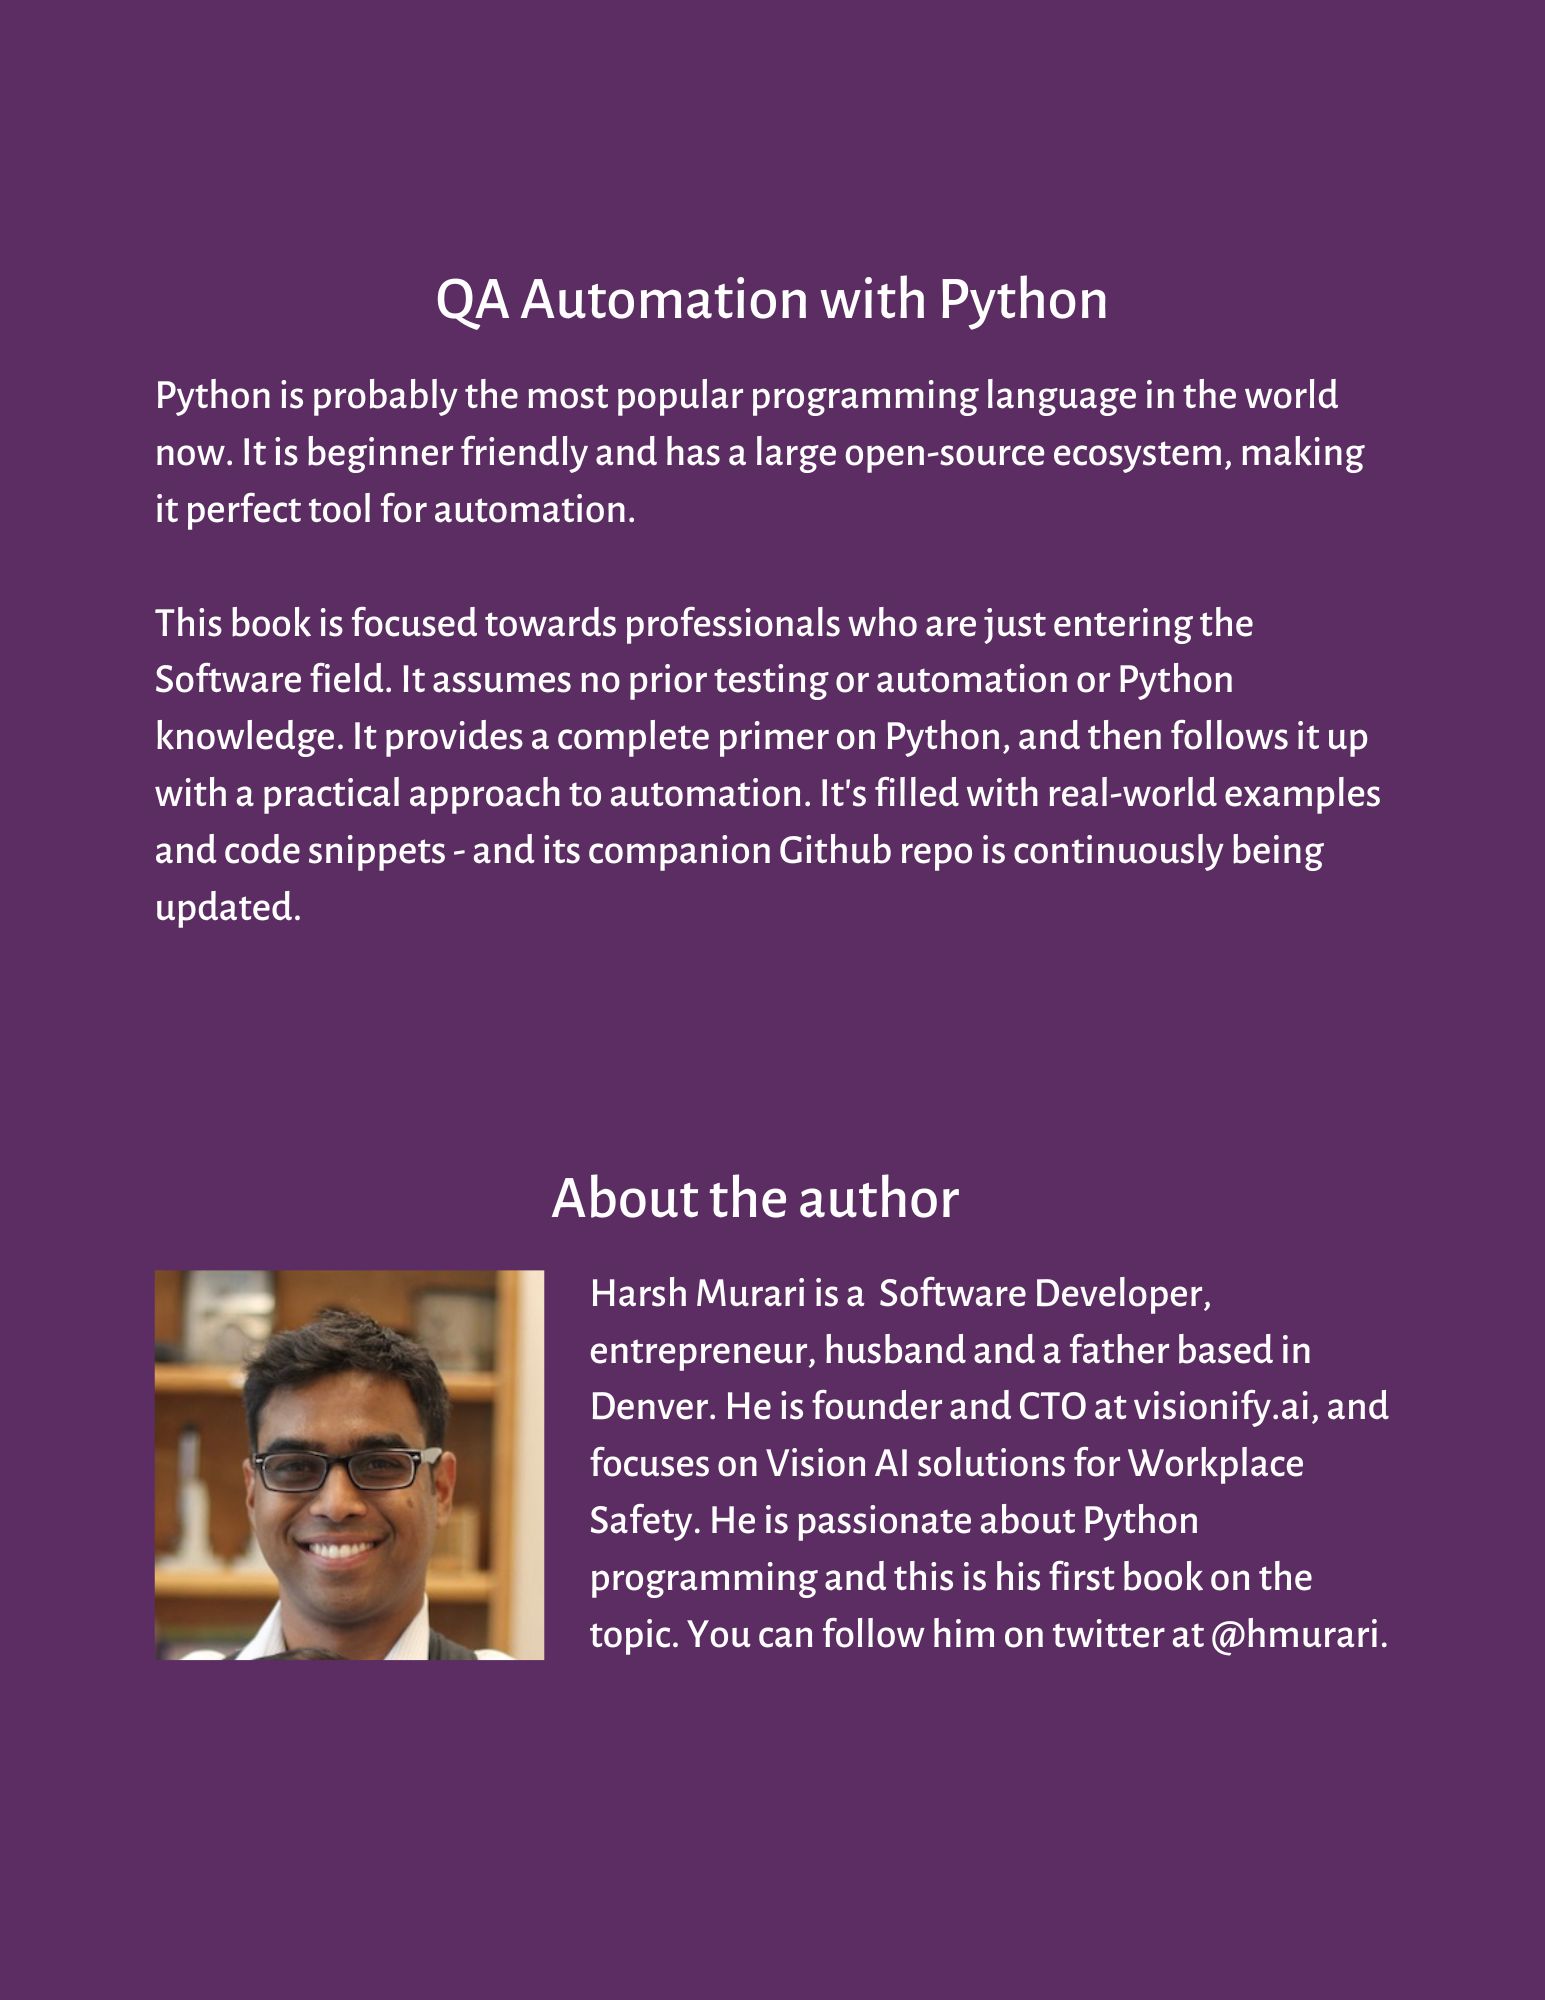 QA Automation with Python
Python is probably the most popular programming language in the world
now. It is beginner friendly and has a large open-source ecosystem, making
it perfect tool for automation.
This book is focused towards professionals who are just entering the
Software field. It assumes no prior testing or automation or Python
knowledge. It provides a complete primer on Python, and then follows it up
with a practical approach to automation. It's filled with real-world examples
and code snippets - and its companion Github repo is continuously being
updated.
About the author
Harsh Murari is a  Software Developer,
entrepreneur, husband and a father based in
Denver. He is founder and CTO at visionify.ai, and
focuses on Vision AI solutions for Workplace
Safety. He is passionate about Python
programming and this is his first book on the
topic. You can follow him on twitter at @hmurari.